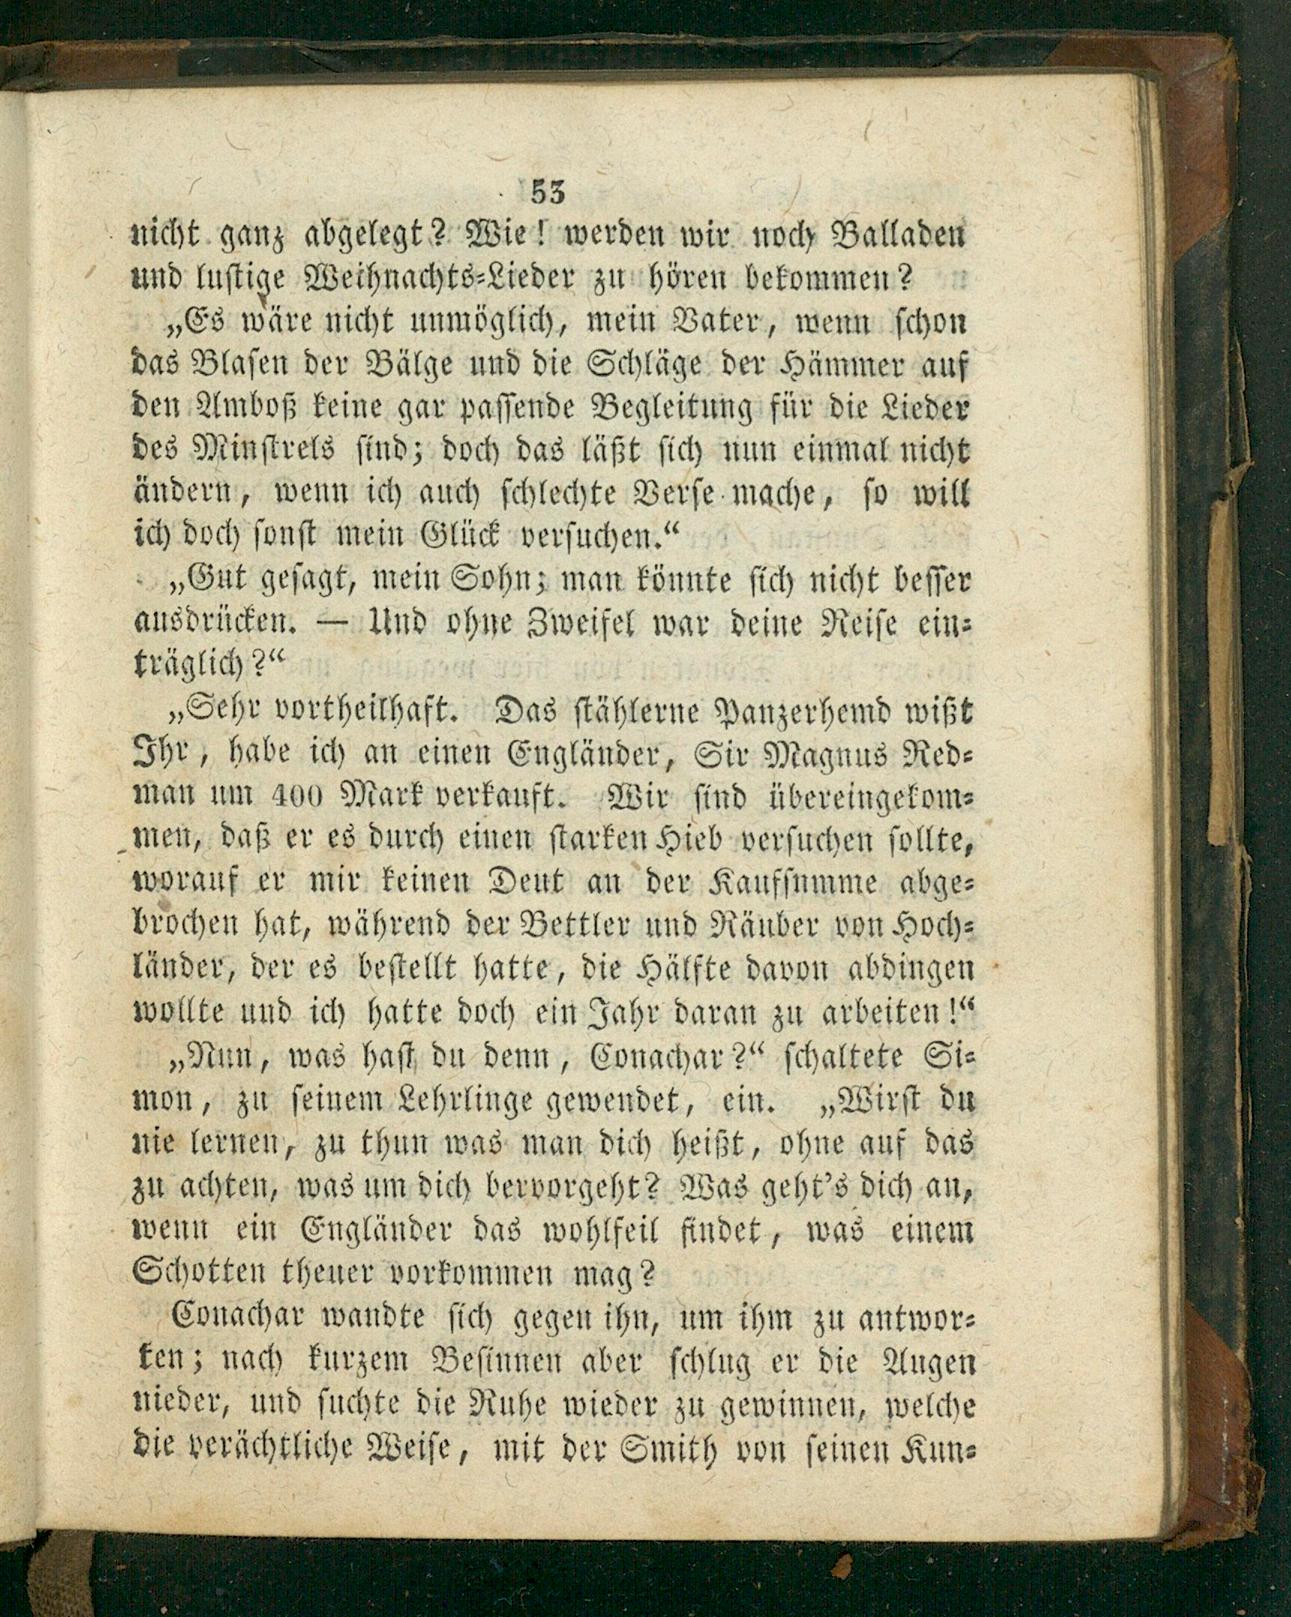 53
nicht ganz abgelegt? Wie! werden wir noch Balladen
und lustige Weihnachts-Lieder zu hören bekommen?
„Es wäre nicht unmöglich, mein Vater, wenn schon
das Blasen der Bälge und die Schläge der Hämmer auf
den Amboß keine gar passende Begleitung für die Lieder
des Minstrels sind; doch das läßt sich nun einmal nicht
ändern, wenn ich auch schlechte Verse mache, so will
ich doch sonst mein Glück versuchen.“
„Gut gesagt, mein Sohn; man könnte sich nicht besser
ausdrücken. — Und ohne Zweifel war deine Reise ein-
träglich?“
„Sehr vortheilhaft. Das stählerne Panzerhemd wißt
Ihr, habe ich an einen Engländer, Sir Magnus Red-
man um 400 Mark verkauft. Wir sind übereingekom-
men, daß er es durch einen starken Hieb versuchen sollte,
worauf er mir keinen Deut an der Kaufsumme abge-
brochen hat, während der Bettler und Räuber von Hoch-
länder, der es bestellt hatte, die Hälfte davon abdingen
wollte und ich hatte doch ein Jahr daran zu arbeiten!“
„Nun, was hast du denn, Conachar?“ schaltete Si-
mon, zu seinem Lehrlinge gewendet, ein. „Wirst du
nie lernen, zu thun was man dich heißt, ohne auf das
zu achten, was um dich bervorgeht? Was geht's dich an,
wenn ein Engländer das wohlfeil findet, was einem
Schotten theuer vorkommen mag?
Conachar wandte sich gegen ihn, um ihm zu antwor-
ten; nach kurzem Besinnen aber schlug er die Augen
nieder, und suchte die Ruhe wieder zu gewinnen, welche
die verächtliche Weise, mit der Smith von seinen Kun-